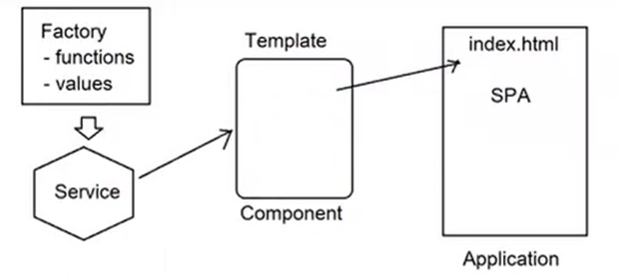 Factory
- functions
- values
Service
Template
Component
index.html
SPA
Application